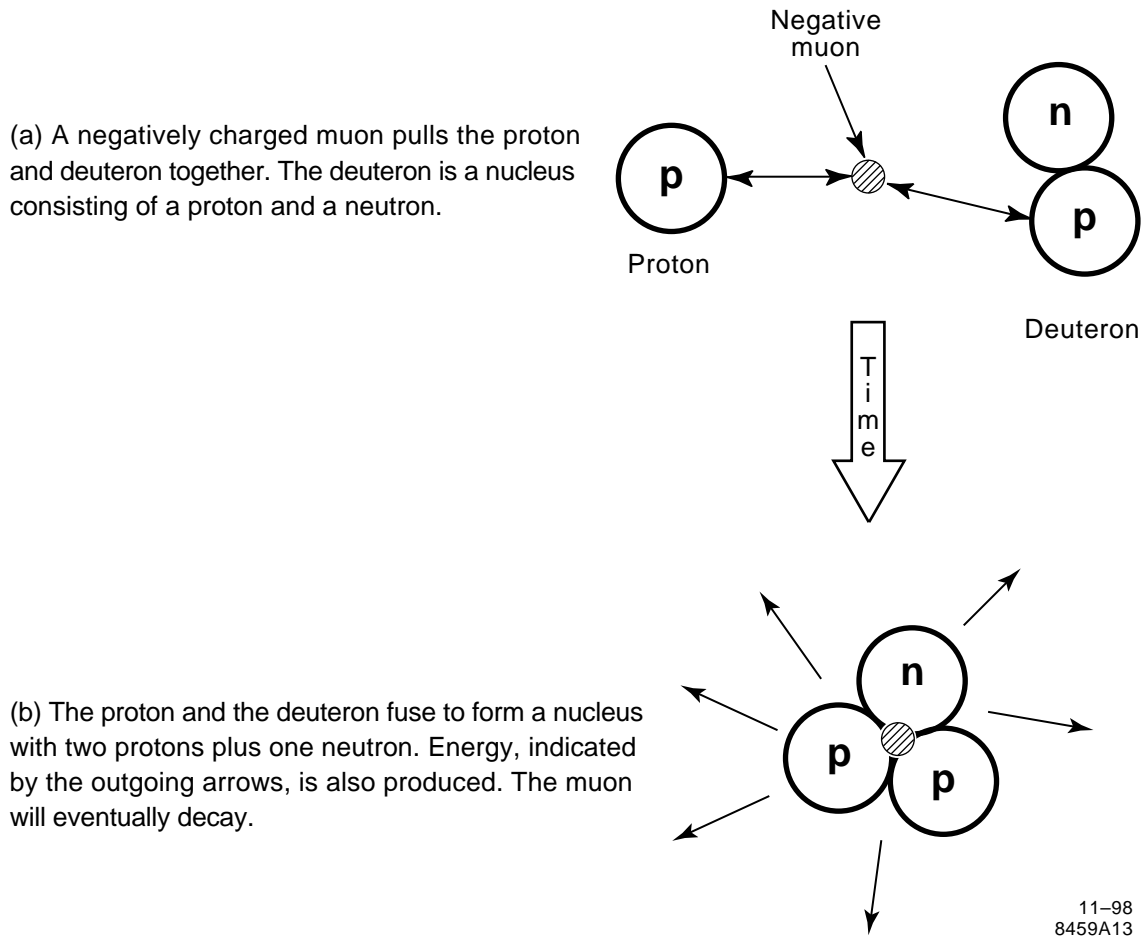 Negative
muon
(a) A negatively charged muon pulls the proton
and deuteron together. The deuteron is a nucleus
consisting of a proton and a neutron.
p
n
p
Proton
Deuteron
Time
(b) The proton and the deuteron fuse to form a nucleus
with two protons plus one neutron. Energy, indicated
by the outgoing arrows, is also produced. The muon
will eventually decay.
n
p
p
11–98
8459A13